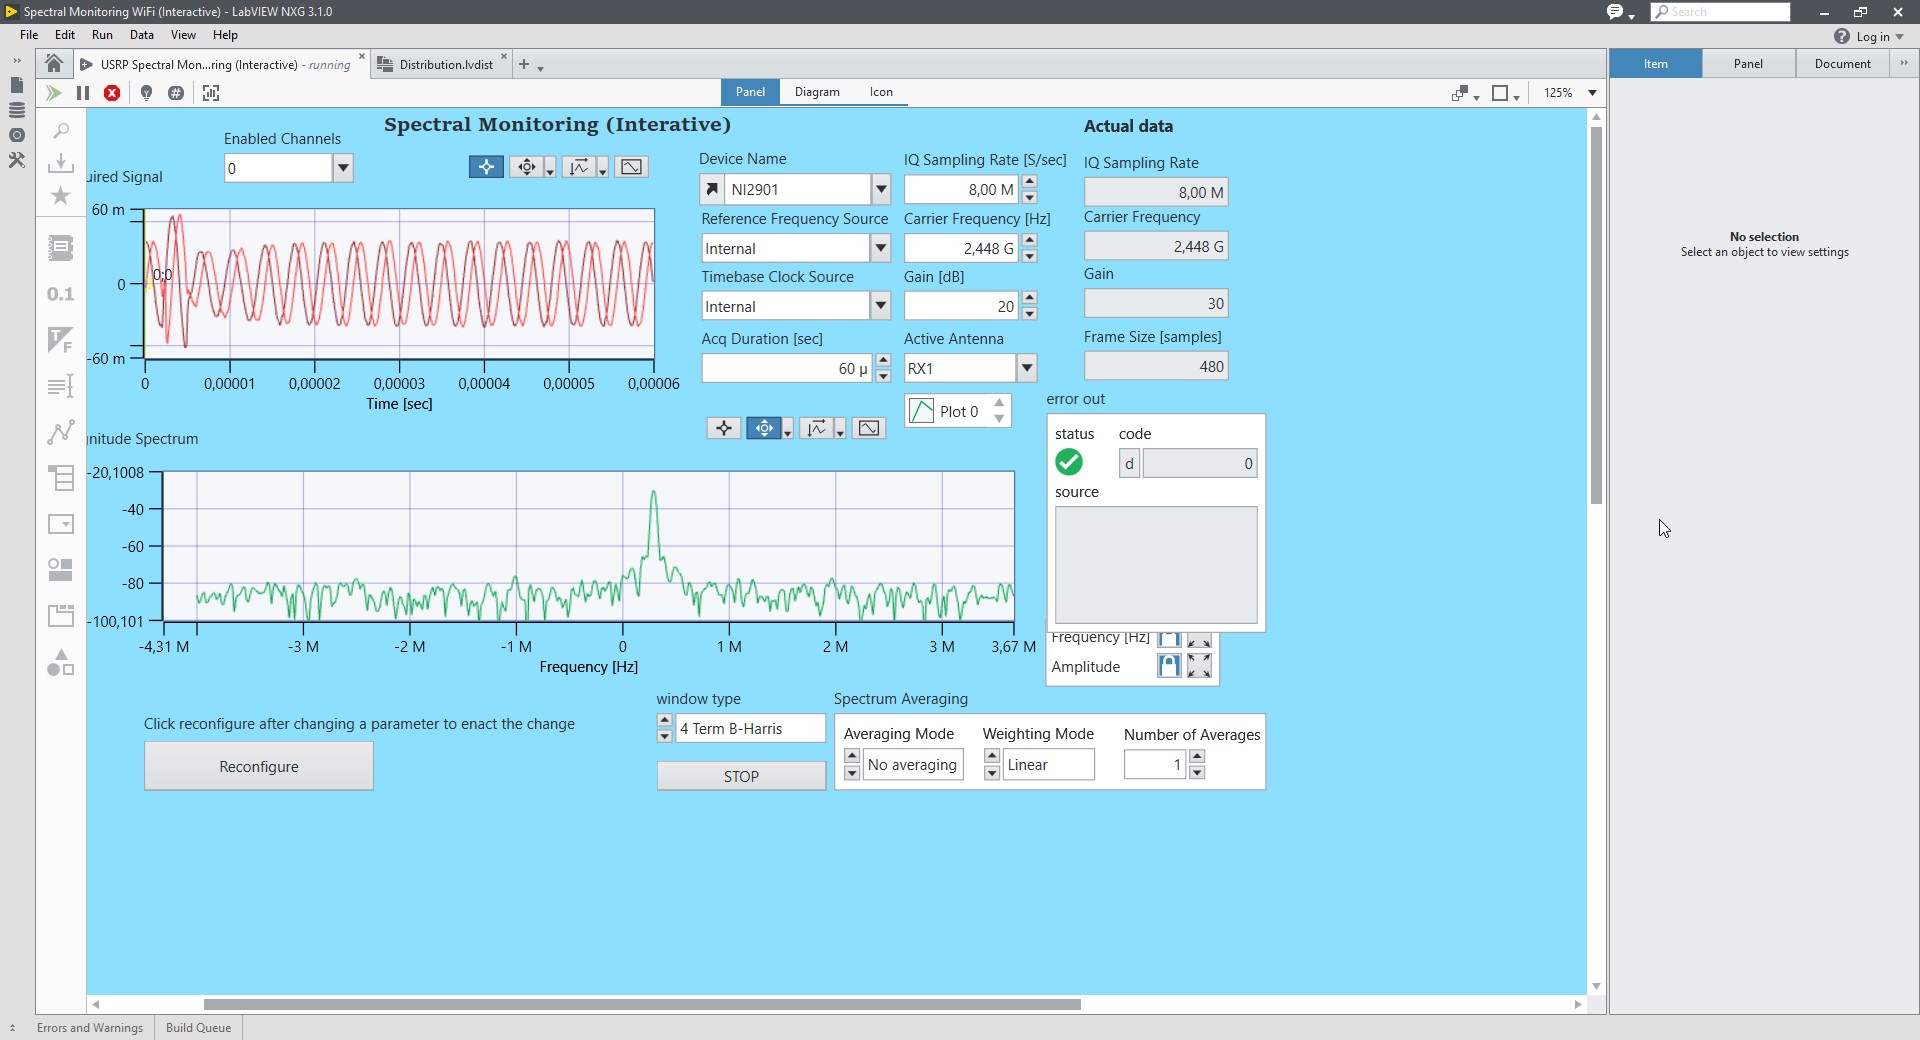 Spectral Monitoring WiFi (Interactive) - LabVIEW NXG 3.1.0
Search
File Edit Run Data View Help
Log in
USRP Spectral Mon...ring (Interactive) - running
Distribution.lvdist
Item Panel Document
Panel Diagram Icon
125%
Spectral Monitoring (Interative)
Actual data
Enabled Channels
0
uired Signal
60 m
0
-60 m
0;0
0 0,00001 0,00002 0,00003 0,00004 0,00005 0,00006
Time [sec]
Device Name
NI2901
IQ Sampling Rate [S/sec]
8,00 M
IQ Sampling Rate
8,00 M
Reference Frequency Source
Internal
Carrier Frequency [Hz]
2,448 G
Carrier Frequency
2,448 G
Timebase Clock Source
Internal
Gain [dB]
20
Gain
30
Acq Duration [sec]
60 µ
Active Antenna
RX1
Frame Size [samples]
480
Plot 0
error out
status code
d 0
source
Frequency [Hz]
Amplitude
nitude Spectrum
-20,1008
-40
-60
-80
-100,101
-4,31 M -3 M -2 M -1 M 0 1 M 2 M 3 M 3,67 M
Frequency [Hz]
Click reconfigure after changing a parameter to enact the change
Reconfigure
window type
4 Term B-Harris
STOP
Spectrum Averaging
Averaging Mode Weighting Mode Number of Averages
No averaging Linear 1
No selection
Select an object to view settings
0.1
T
F
Errors and Warnings Build Queue